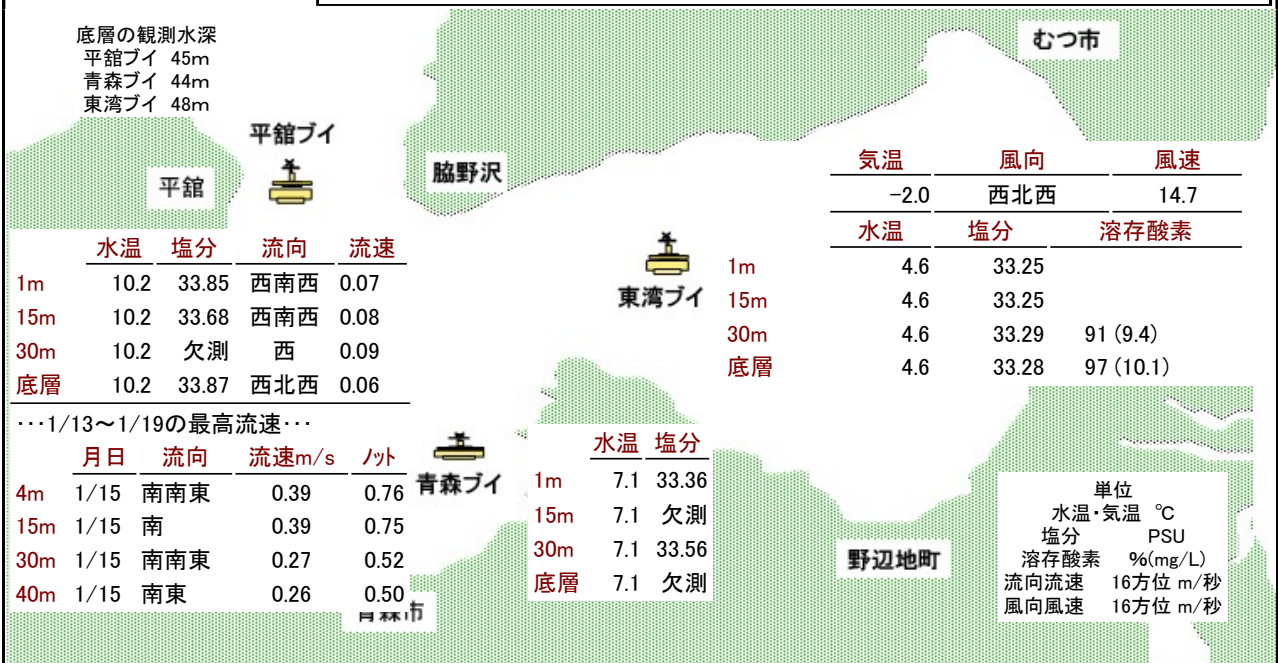 底層の観測水深
平舘ブイ 45m
青森ブイ 44m
東湾ブイ 48m
むつ市
平舘ブイ
平舘
脇野沢
気温 風向 風速
-2.0 西北西 14.7
水温 塩分 溶存酸素
1m 4.6 33.25
15m 4.6 33.25
30m 4.6 33.29 91 (9.4)
底層 4.6 33.28 97 (10.1)
東湾ブイ
水温 塩分 流向 流速
1m 10.2 33.85 西南西 0.07
15m 10.2 33.68 西南西 0.08
30m 10.2 欠測 西 0.09
底層 10.2 33.87 西北西 0.06
･･･1/13～1/19の最高流速･･･
月日 流向 流速m/s ノット
4m 1/15 南南東 0.39 0.76
15m 1/15 南 0.39 0.75
30m 1/15 南南東 0.27 0.52
40m 1/15 南東 0.26 0.50
青森ブイ
水温 塩分
1m 7.1 33.36
15m 7.1 欠測
30m 7.1 33.56
底層 7.1 欠測
青森市
野辺地町
単位
水温･気温 ℃
塩分 PSU
溶存酸素 %(mg/L)
流向流速 16方位 m/秒
風向風速 16方位 m/秒